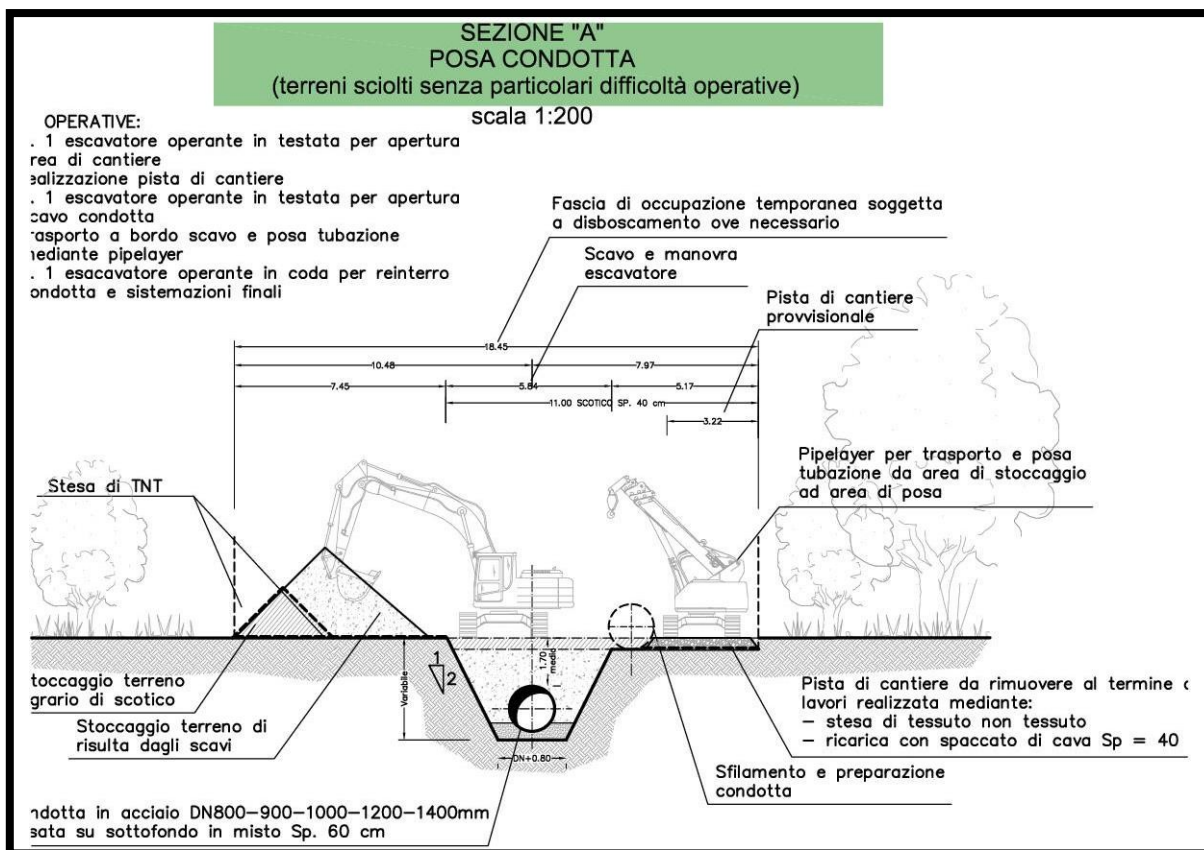 SEZIONE "A"
POSA CONDOTTA
(terreni sciolti senza particolari difficoltà operative)
scala 1:200
OPERATIVE:
. 1 escavatore operante in testata per apertura
rea di cantiere
ealizzazione pista di cantiere
. 1 escavatore operante in testata per apertura
cavo condotta
rasporto a bordo scavo e posa tubazione
nediante pipelayer
. 1 esacavatore operante in coda per reinterro
ondotta e sistemazioni finali
Fascia di occupazione temporanea soggetta
a disboscamento ove necessario
Scavo e manovra
escavatore
Pista di cantiere
provvisionale
18.45
10.48
7.97
7.45
5.84
5.17
11.00 SCOTICO SP. 40 cm
3.22
Pipelayer per trasporto e posa
tubazione da area di stoccaggio
ad area di posa
Stesa di TNT
1
2
Variabile
1.70
medio
DN+0.80
toccaggio terreno
grario di scotico
Stoccaggio terreno di
risulta dagli scavi
Pista di cantiere da rimuovere al termine d
lavori realizzata mediante:
– stesa di tessuto non tessuto
– ricarica con spaccato di cava Sp = 40
Sfilamento e preparazione
condotta
ndotta in acciaio DN800–900–1000–1200–1400mm
sata su sottofondo in misto Sp. 60 cm